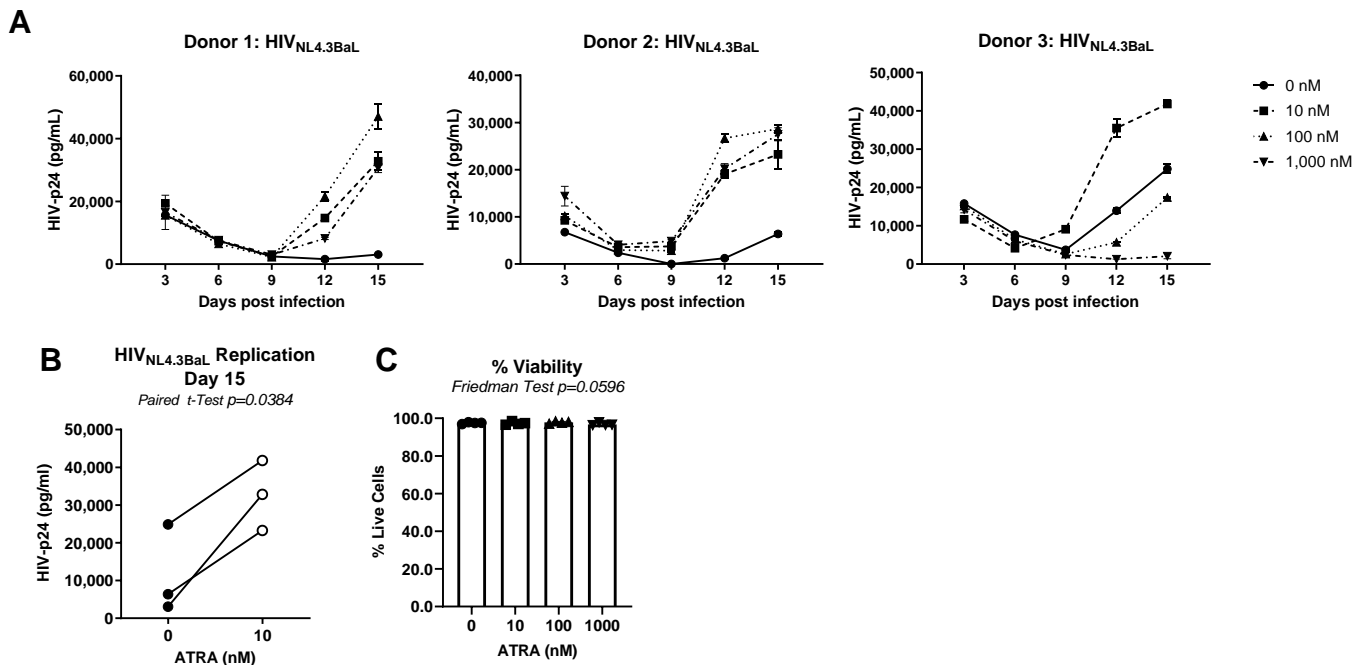 A
Donor 1: HIVNL4.3BaL
HIV-p24 (pg/mL)
60,000
40,000
20,000
0
3 6 9 12 15
Days post infection
Donor 2: HIVNL4.3BaL
HIV-p24 (pg/mL)
40,000
30,000
20,000
10,000
0
3 6 9 12 15
Days post infection
Donor 3: HIVNL4.3BaL
HIV-p24 (pg/mL)
50,000
40,000
30,000
20,000
10,000
0
3 6 9 12 15
Days post infection
0 nM
10 nM
100 nM
1,000 nM
B
HIVNL4.3BaL Replication
Day 15
Paired t-Test p=0.0384
HIV-p24 (pg/ml)
50,000
40,000
30,000
20,000
10,000
0
0 10
ATRA (nM)
C
% Viability
Friedman Test p=0.0596
% Live Cells
100.0
80.0
60.0
40.0
20.0
0.0
0 10 100 1000
ATRA (nM)